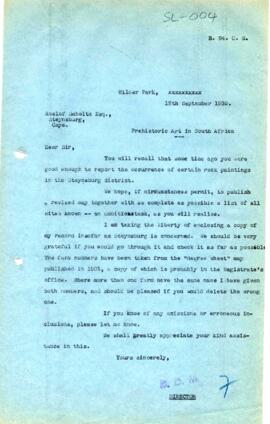 SL-004
B. 94. C. S.
Milner Park,
15th September 1938.
Roelof Scholtz Esq.,
Steynsburg,
Cape.
Prehistoric Art in South Africa
Dear Sir,
You will recall that some time ago you were
good enough to report the occurrence of certain rock paintings
in the Steynsburg district.
We hope, if circumstances permit, to publish
a revised map together with as complete as possible a list of all
sites known -- an ambitious task, as you will realise.
I am taking the liberty of enclosing a copy of
my record insofar as Steynsburg is concerned. We should be very
grateful if you would go through it and check it as far as possible.
The farm numbers have been taken from the "degree sheet" map
published in 1901, a copy of which is probably in the Magistrate's
office. Where more than one farm have the same name I have given
both numbers, and should be pleased if you would delete the wrong
one.
If you know of any omissions or erroneous in-
clusions, please let me know.
We shall greatly appreciate your kind assis-
tance in this.
Yours sincerely,
7
DIRECTOR